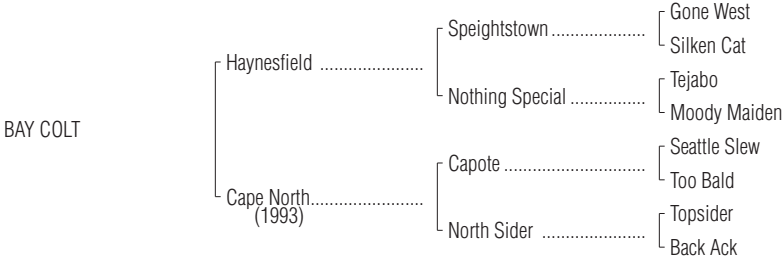 Gone West
Speightstown ......................
Silken Cat
Haynesfield ......................
Tejabo
Nothing Special ................
Moody Maiden
BAY COLT
Seattle Slew
Capote ..............................
Too Bald
Cape North........................
(1993)
Topsider
North Sider ......................
Back Ack